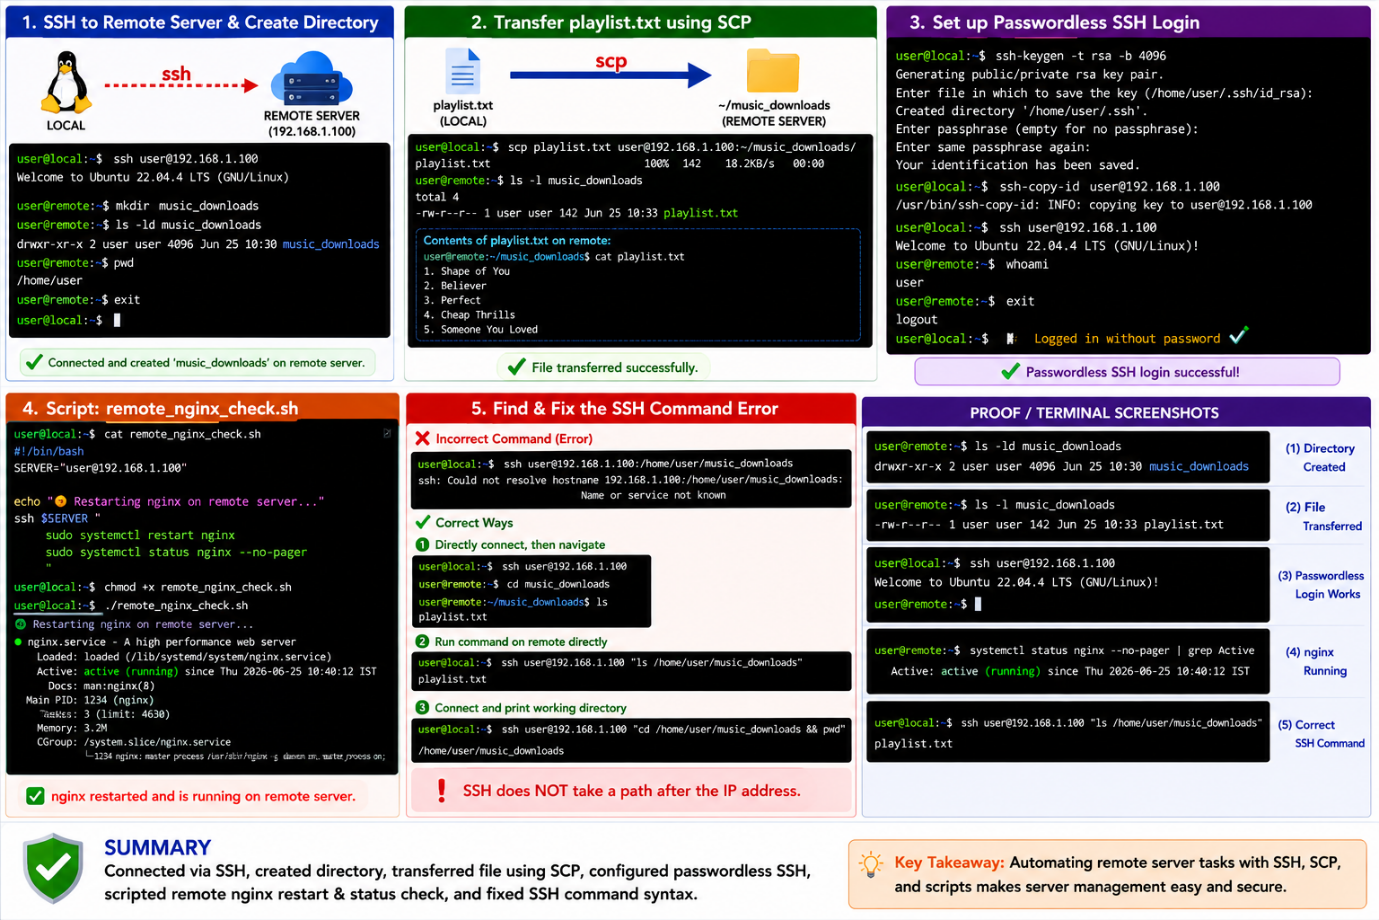 1. SSH to Remote Server & Create Directory
ssh
LOCAL
REMOTE SERVER
(192.168.1.100)
user@local:~$ ssh user@192.168.1.100
Welcome to Ubuntu 22.04.4 LTS (GNU/Linux)
user@remote:~$ mkdir music_downloads
user@remote:~$ ls -ld music_downloads
drwxr-xr-x 2 user user 4096 Jun 25 10:30 music_downloads
user@remote:~$ pwd
/home/user
user@remote:~$ exit
user@local:~$
Connected and created 'music_downloads' on remote server.
2. Transfer playlist.txt using SCP
scp
playlist.txt
(LOCAL)
~/music_downloads
(REMOTE SERVER)
user@local:~$ scp playlist.txt user@192.168.1.100:~/music_downloads/
playlist.txt 100% 142 18.2KB/s 00:00
user@remote:~$ ls -l music_downloads
total 4
-rw-r--r-- 1 user user 142 Jun 25 10:33 playlist.txt
Contents of playlist.txt on remote:
user@remote:~/music_downloads$ cat playlist.txt
1. Shape of You
2. Believer
3. Perfect
4. Cheap Thrills
5. Someone You Loved
File transferred successfully.
3. Set up Passwordless SSH Login
user@local:~$ ssh-keygen -t rsa -b 4096
Generating public/private rsa key pair.
Enter file in which to save the key (/home/user/.ssh/id_rsa):
Created directory '/home/user/.ssh'.
Enter passphrase (empty for no passphrase):
Enter same passphrase again:
Your identification has been saved.
user@local:~$ ssh-copy-id user@192.168.1.100
/usr/bin/ssh-copy-id: INFO: copying key to user@192.168.1.100
user@local:~$ ssh user@192.168.1.100
Welcome to Ubuntu 22.04.4 LTS (GNU/Linux)!
user@remote:~$ whoami
user
user@remote:~$ exit
logout
user@local:~$ Logged in without password
Passwordless SSH login successful!
4. Script: remote_nginx_check.sh
user@local:~$ cat remote_nginx_check.sh
#!/bin/bash
SERVER="user@192.168.1.100"
echo "😊 Restarting nginx on remote server..."
ssh $SERVER "
sudo systemctl restart nginx
sudo systemctl status nginx --no-pager
"
user@local:~$ chmod +x remote_nginx_check.sh
user@local:~$ ./remote_nginx_check.sh
Restarting nginx on remote server...
● nginx.service - A high performance web server
Loaded: loaded (/lib/systemd/system/nginx.service)
Active: active (running) since Thu 2026-06-25 10:40:12 IST
Docs: man:nginx(8)
Main PID: 1234 (nginx)
3 (limit: 4630)
Memory: 3.2M
CGroup: /system.slice/nginx.service
└─1234 nginx: master process
nginx restarted and is running on remote server.
5. Find & Fix the SSH Command Error
Incorrect Command (Error)
user@local:~$ ssh user@192.168.1.100:/home/user/music_downloads
ssh: Could not resolve hostname 192.168.1.100:/home/user/music_downloads:
Name or service not known
Correct Ways
1 Directly connect, then navigate
user@local:~$ ssh user@192.168.1.100
user@remote:~$ cd music_downloads
user@remote:~/music_downloads$ ls
playlist.txt
2 Run command on remote directly
user@local:~$ ssh user@192.168.1.100 "ls /home/user/music_downloads"
playlist.txt
3 Connect and print working directory
user@local:~$ ssh user@192.168.1.100 "cd /home/user/music_downloads && pwd"
/home/user/music_downloads
SSH does NOT take a path after the IP address.
PROOF / TERMINAL SCREENSHOTS
user@remote:~$ ls -ld music_downloads
drwxr-xr-x 2 user user 4096 Jun 25 10:30 music_downloads
(1) Directory
Created
user@remote:~$ ls -l music_downloads
-rw-r--r-- 1 user user 142 Jun 25 10:33 playlist.txt
(2) File
Transferred
user@local:~$ ssh user@192.168.1.100
Welcome to Ubuntu 22.04.4 LTS (GNU/Linux)!
user@remote:~$
(3) Passwordless
Login Works
user@remote:~$ systemctl status nginx --no-pager | grep Active
Active: active (running) since Thu 2026-06-25 10:40:12 IST
(4) nginx
Running
user@local:~$ ssh user@192.168.1.100 "ls /home/user/music_downloads"
playlist.txt
(5) Correct
SSH Command
SUMMARY
Connected via SSH, created directory, transferred file using SCP, configured passwordless SSH,
scripted remote nginx restart & status check, and fixed SSH command syntax.
Key Takeaway: Automating remote server tasks with SSH, SCP,
and scripts makes server management easy and secure.